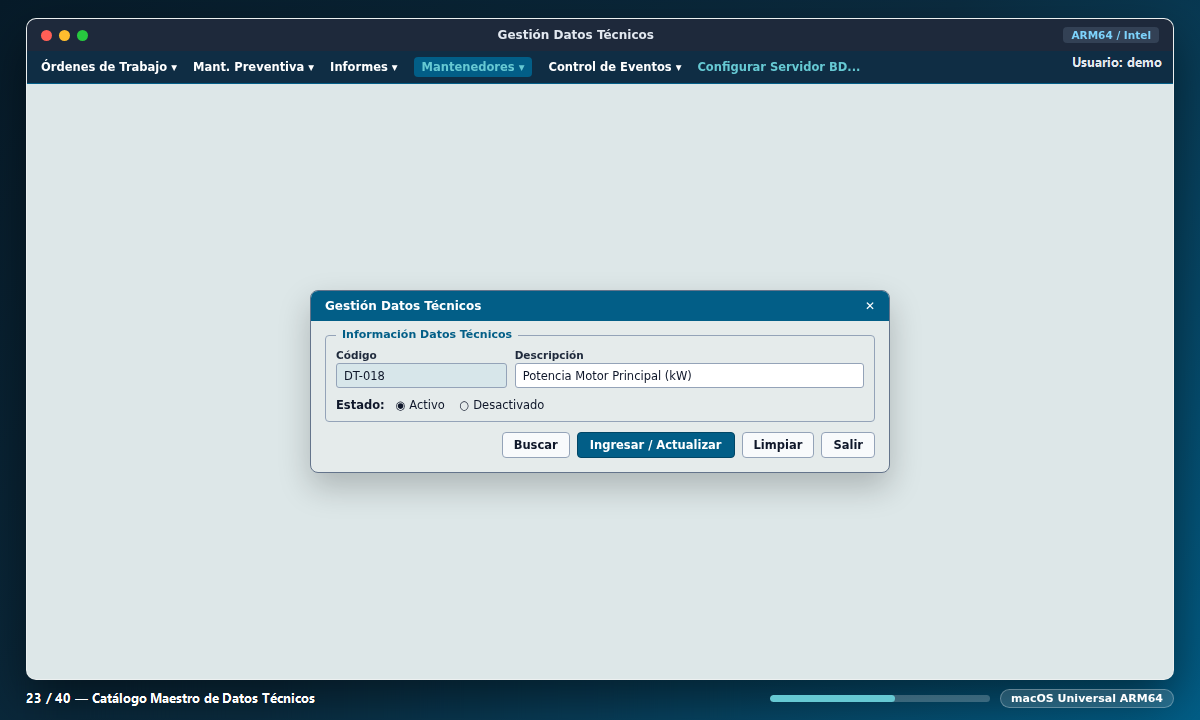 Gestión Datos Técnicos
ARM64 / Intel
Órdenes de Trabajo ▾ Mant. Preventiva ▾ Informes ▾ Mantenedores ▾ Control de Eventos ▾ Configurar Servidor BD... Usuario: demo
Gestión Datos Técnicos ✕
Información Datos Técnicos
Código Descripción
DT-018 Potencia Motor Principal (kW)
Estado: ◉ Activo ○ Desactivado
Buscar Ingresar / Actualizar Limpiar Salir
23 / 40 — Catálogo Maestro de Datos Técnicos macOS Universal ARM64